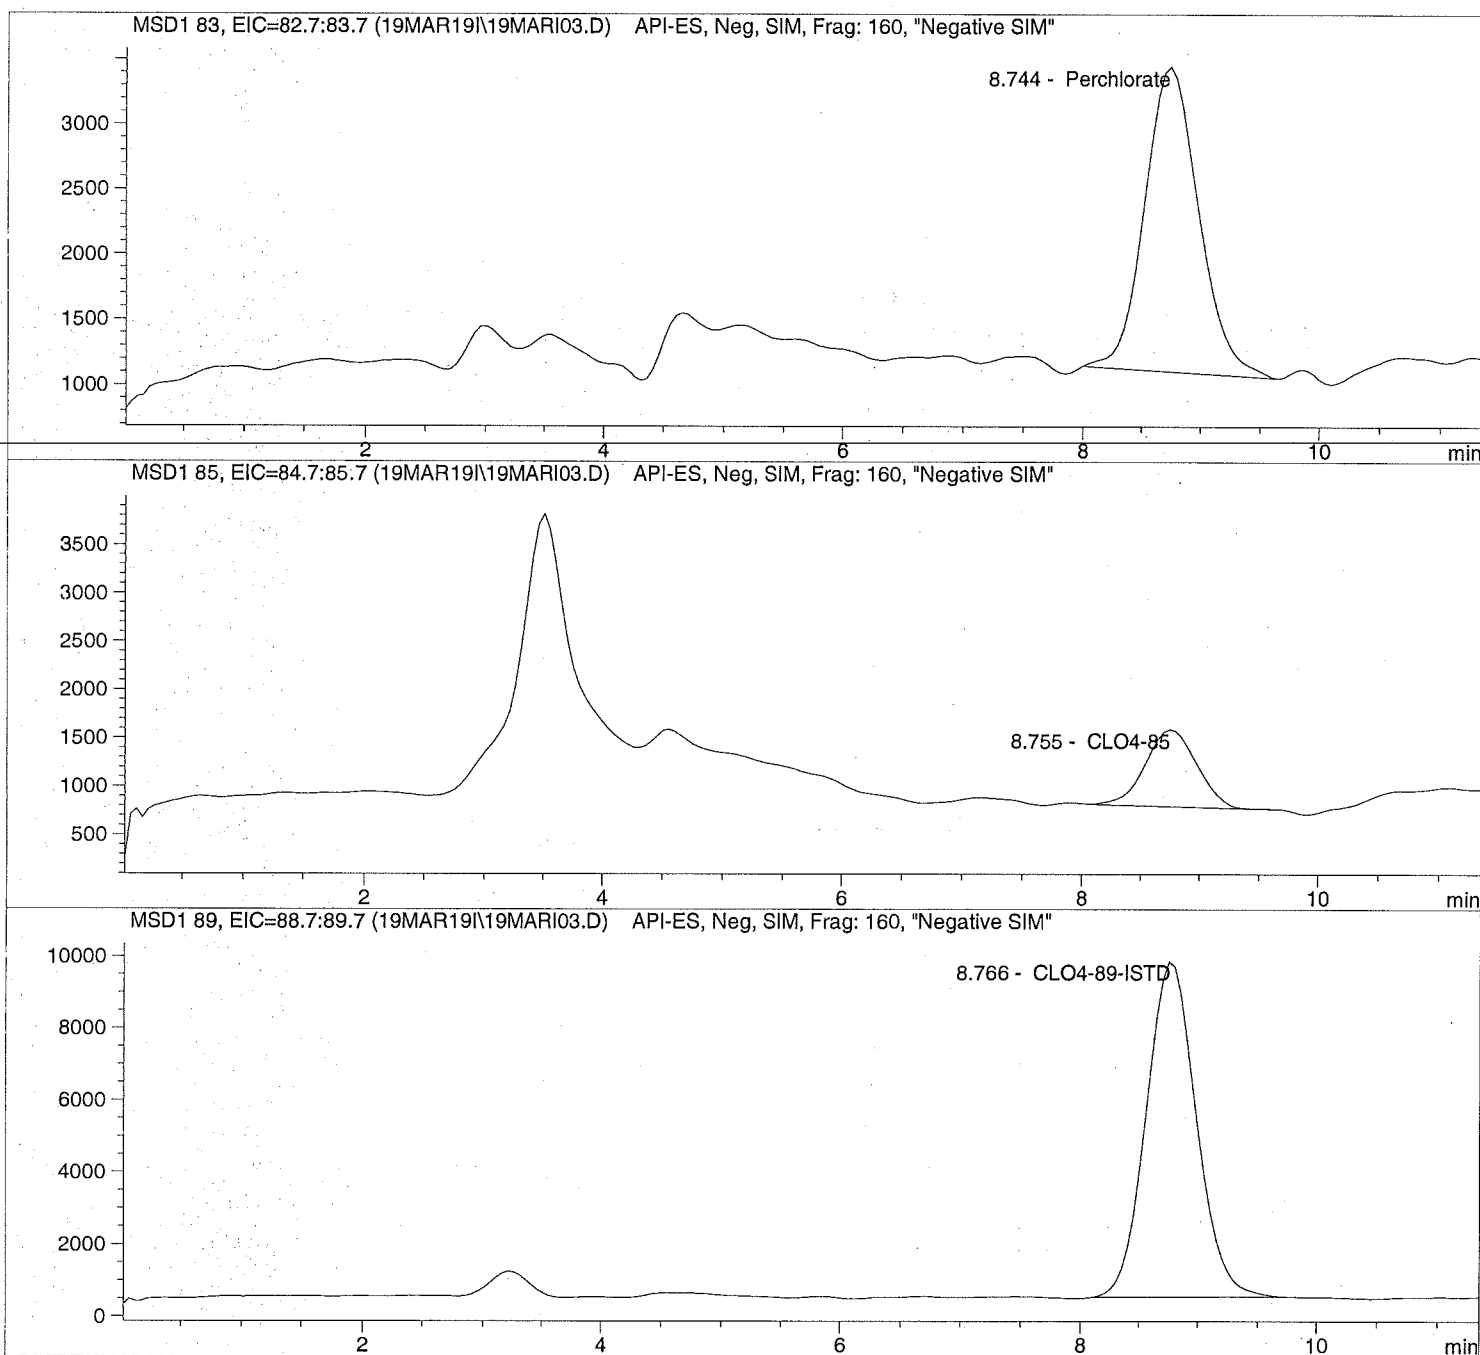 MSD1 83, EIC=82.7:83.7 (19MAR19I\19MARI03.D) API-ES, Neg, SIM, Frag: 160, "Negative SIM"
8.744 - Perchlorate
3000
2500
2000
1500
1000
2 4 6 8 10 min
MSD1 85, EIC=84.7:85.7 (19MAR19I\19MARI03.D) API-ES, Neg, SIM, Frag: 160, "Negative SIM"
3500
3000
2500
2000
1500
8.755 - CLO4-85
1000
500
2 4 6 8 10 min
MSD1 89, EIC=88.7:89.7 (19MAR19I\19MARI03.D) API-ES, Neg, SIM, Frag: 160, "Negative SIM"
10000
8.766 - CLO4-89-ISTD
8000
6000
4000
2000
0
2 4 6 8 10 min